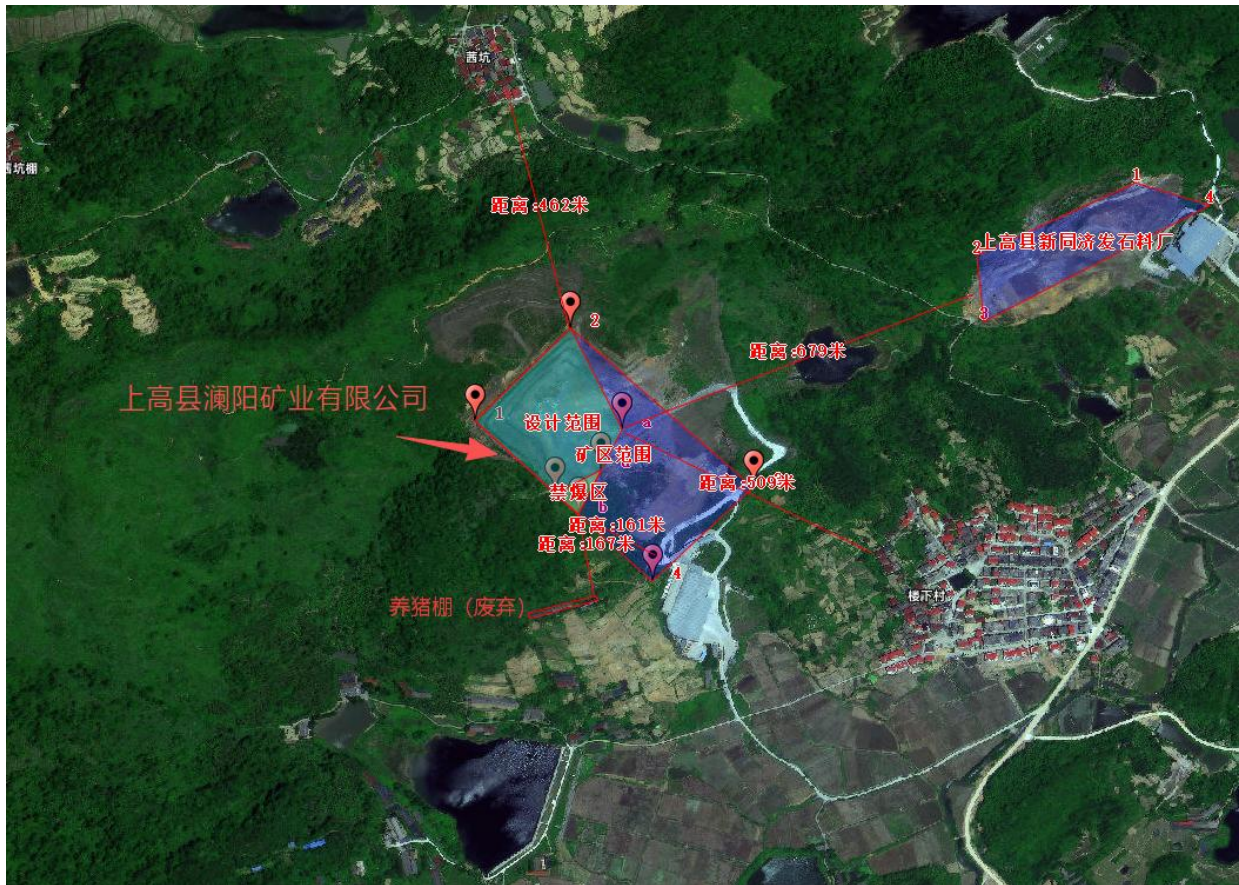 茜坑
茜坑棚
距离:462米
1
4
2
上高县新同济发石料厂
3
2
距离:679米
上高县澜阳矿业有限公司
1
设计范围
a
矿区范围
距离:509米
禁爆区
b
距离:161米
距离:167米
4
养猪棚（废弃）
楼下村